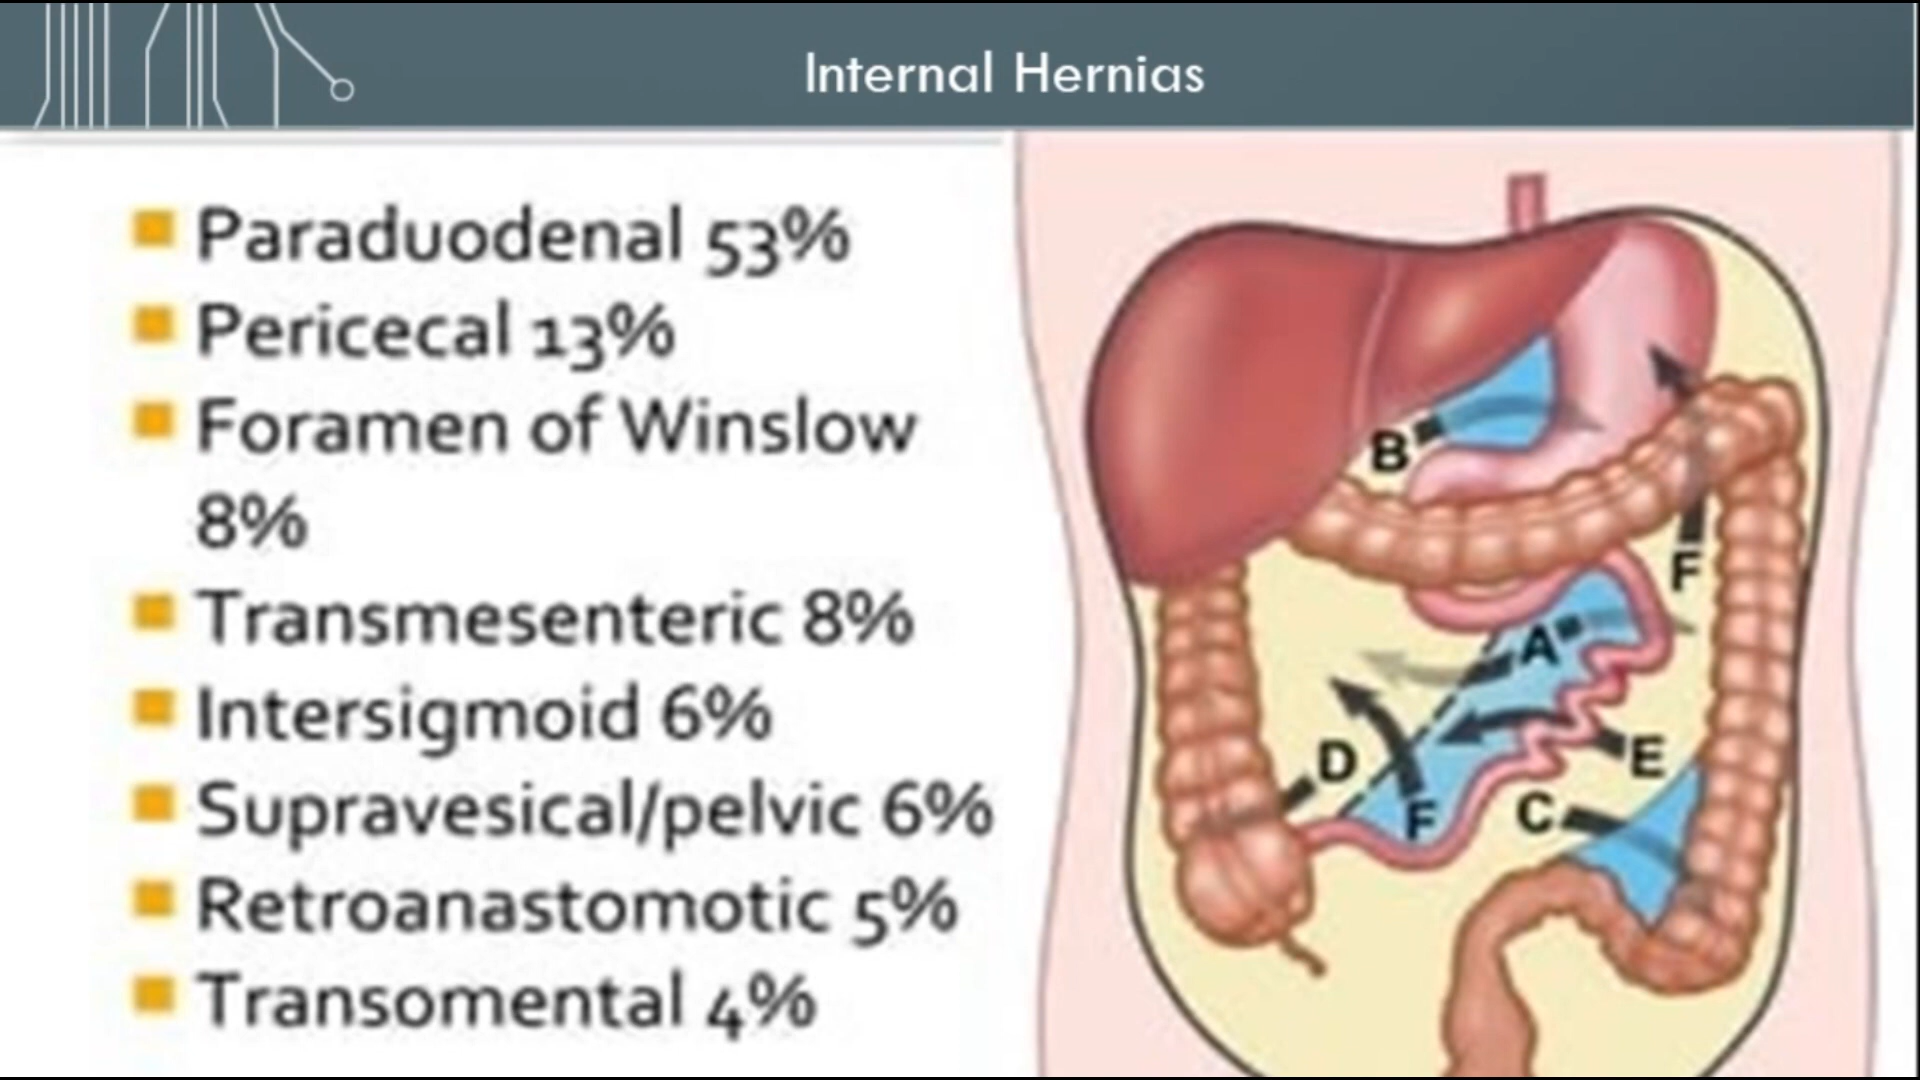 Internal Hernias
Paraduodenal 53%
Pericecal 13%
Foramen of Winslow
8%
Transmesenteric 8%
Intersigmoid 6%
Supravesical/pelvic 6%
Retroanastomotic 5%
Transomental 4%
B
F
A
D
E
C
F